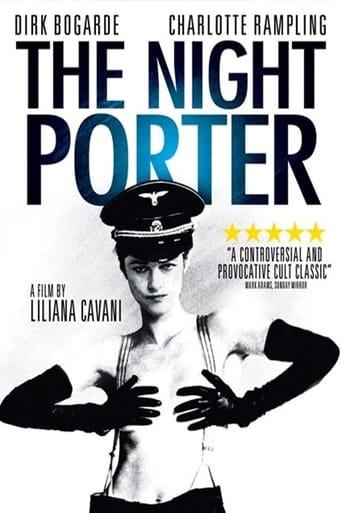 DIRK BOGARDE CHARLOTTE RAMPLING
THE NIGHT
PORTER
"A CONTROVERSIAL AND
PROVOCATIVE CULT CLASSIC"
MARK ADAMS, SUNDAY MIRROR
A FILM BY
LILIANA CAVANI